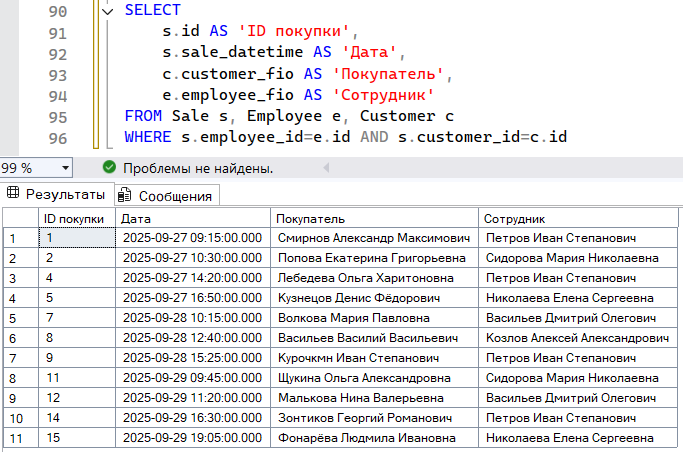 90 SELECT
91 s.id AS 'ID покупки',
92 s.sale_datetime AS 'Дата',
93 c.customer_fio AS 'Покупатель',
94 e.employee_fio AS 'Сотрудник'
95 FROM Sale s, Employee e, Customer c
96 WHERE s.employee_id=e.id AND s.customer_id=c.id
99 % Проблемы не найдены.
Результаты Сообщения
ID покупки Дата Покупатель Сотрудник
1 1 2025-09-27 09:15:00.000 Смирнов Александр Максимович Петров Иван Степанович
2 2 2025-09-27 10:30:00.000 Попова Екатерина Григорьевна Сидорова Мария Николаевна
3 4 2025-09-27 14:20:00.000 Лебедева Ольга Харитоновна Петров Иван Степанович
4 5 2025-09-27 16:50:00.000 Кузнецов Денис Фёдорович Николаева Елена Сергеевна
5 7 2025-09-28 10:15:00.000 Волкова Мария Павловна Васильев Дмитрий Олегович
6 8 2025-09-28 12:40:00.000 Васильев Василий Васильевич Козлов Алексей Александрович
7 9 2025-09-28 15:25:00.000 Курочкмн Иван Степанович Петров Иван Степанович
8 11 2025-09-29 09:45:00.000 Щукина Ольга Александровна Сидорова Мария Николаевна
9 12 2025-09-29 11:20:00.000 Малькова Нина Валерьевна Васильев Дмитрий Олегович
10 14 2025-09-29 16:30:00.000 Зонтиков Георгий Романович Петров Иван Степанович
11 15 2025-09-29 19:05:00.000 Фонарёва Людмила Ивановна Николаева Елена Сергеевна